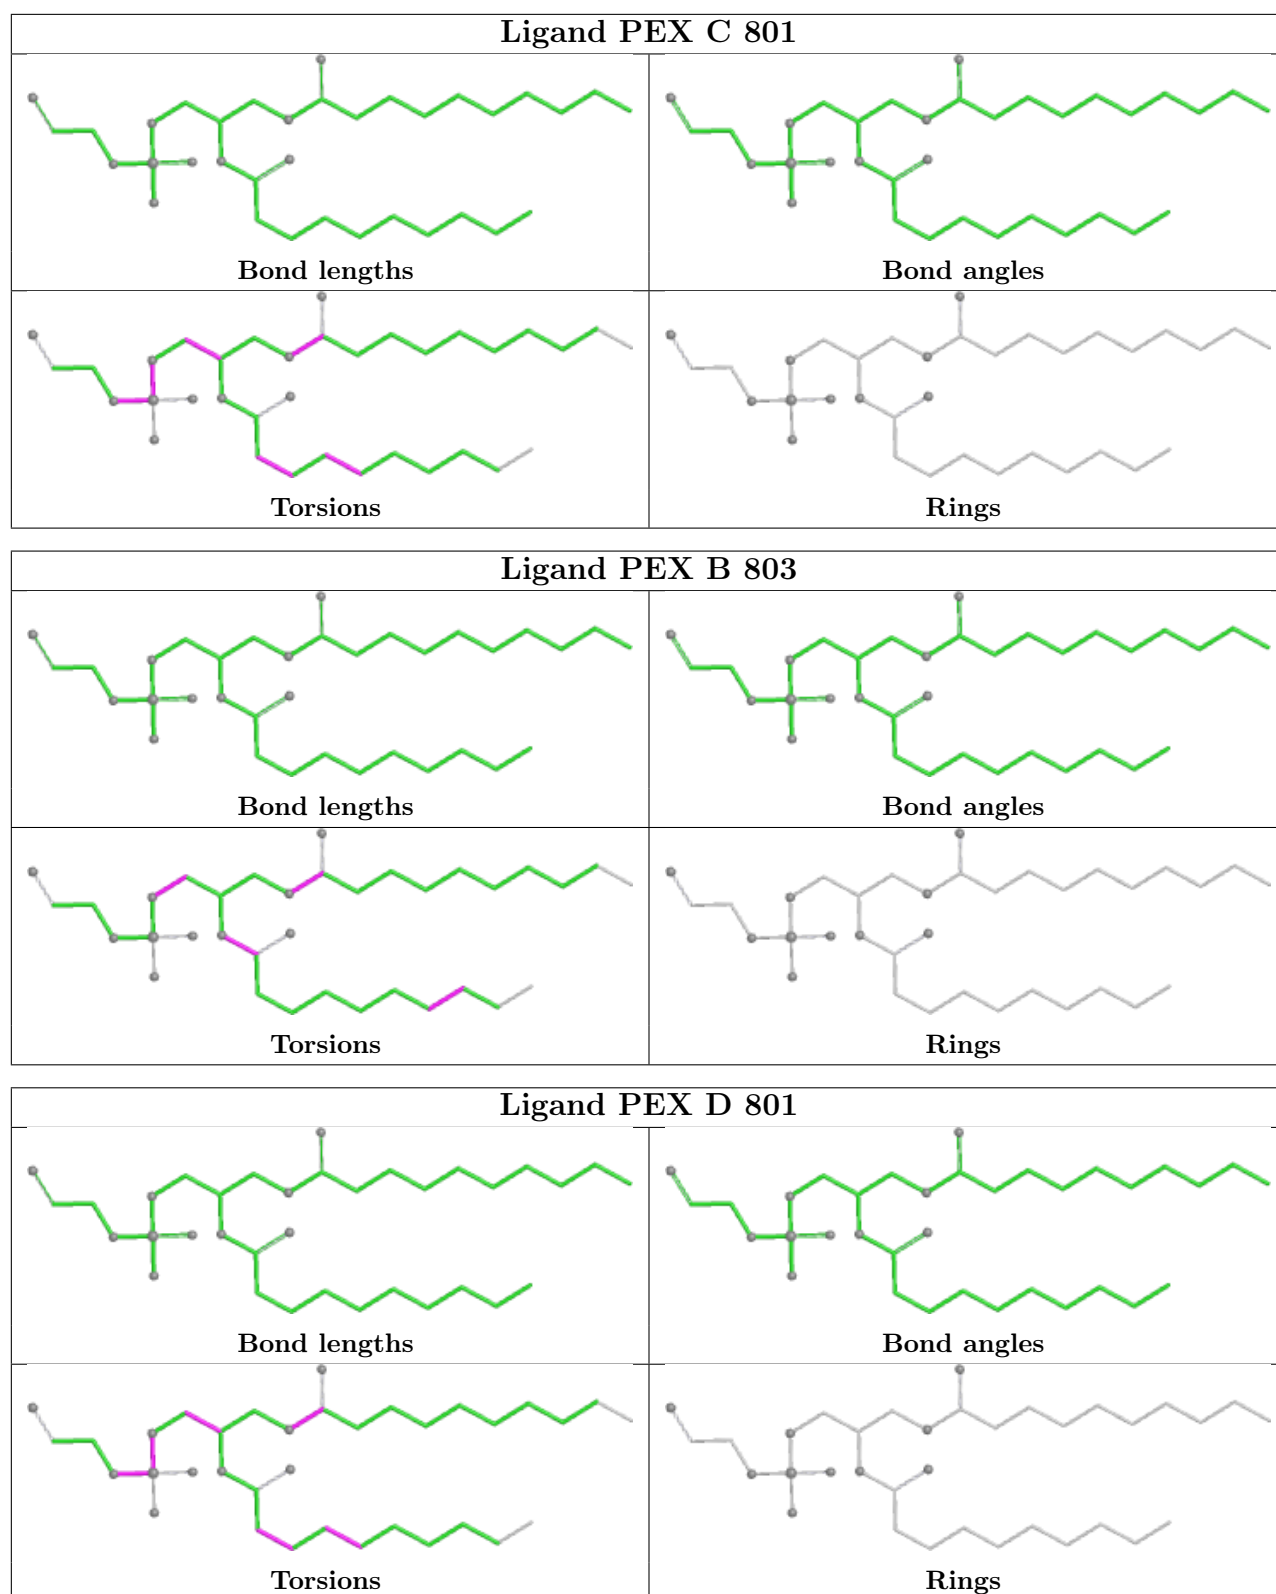 Ligand PEX C 801
Bond lengths
Bond angles
Torsions
Rings
Ligand PEX B 803
Bond lengths
Bond angles
Torsions
Rings
Ligand PEX D 801
Bond lengths
Bond angles
Torsions
Rings